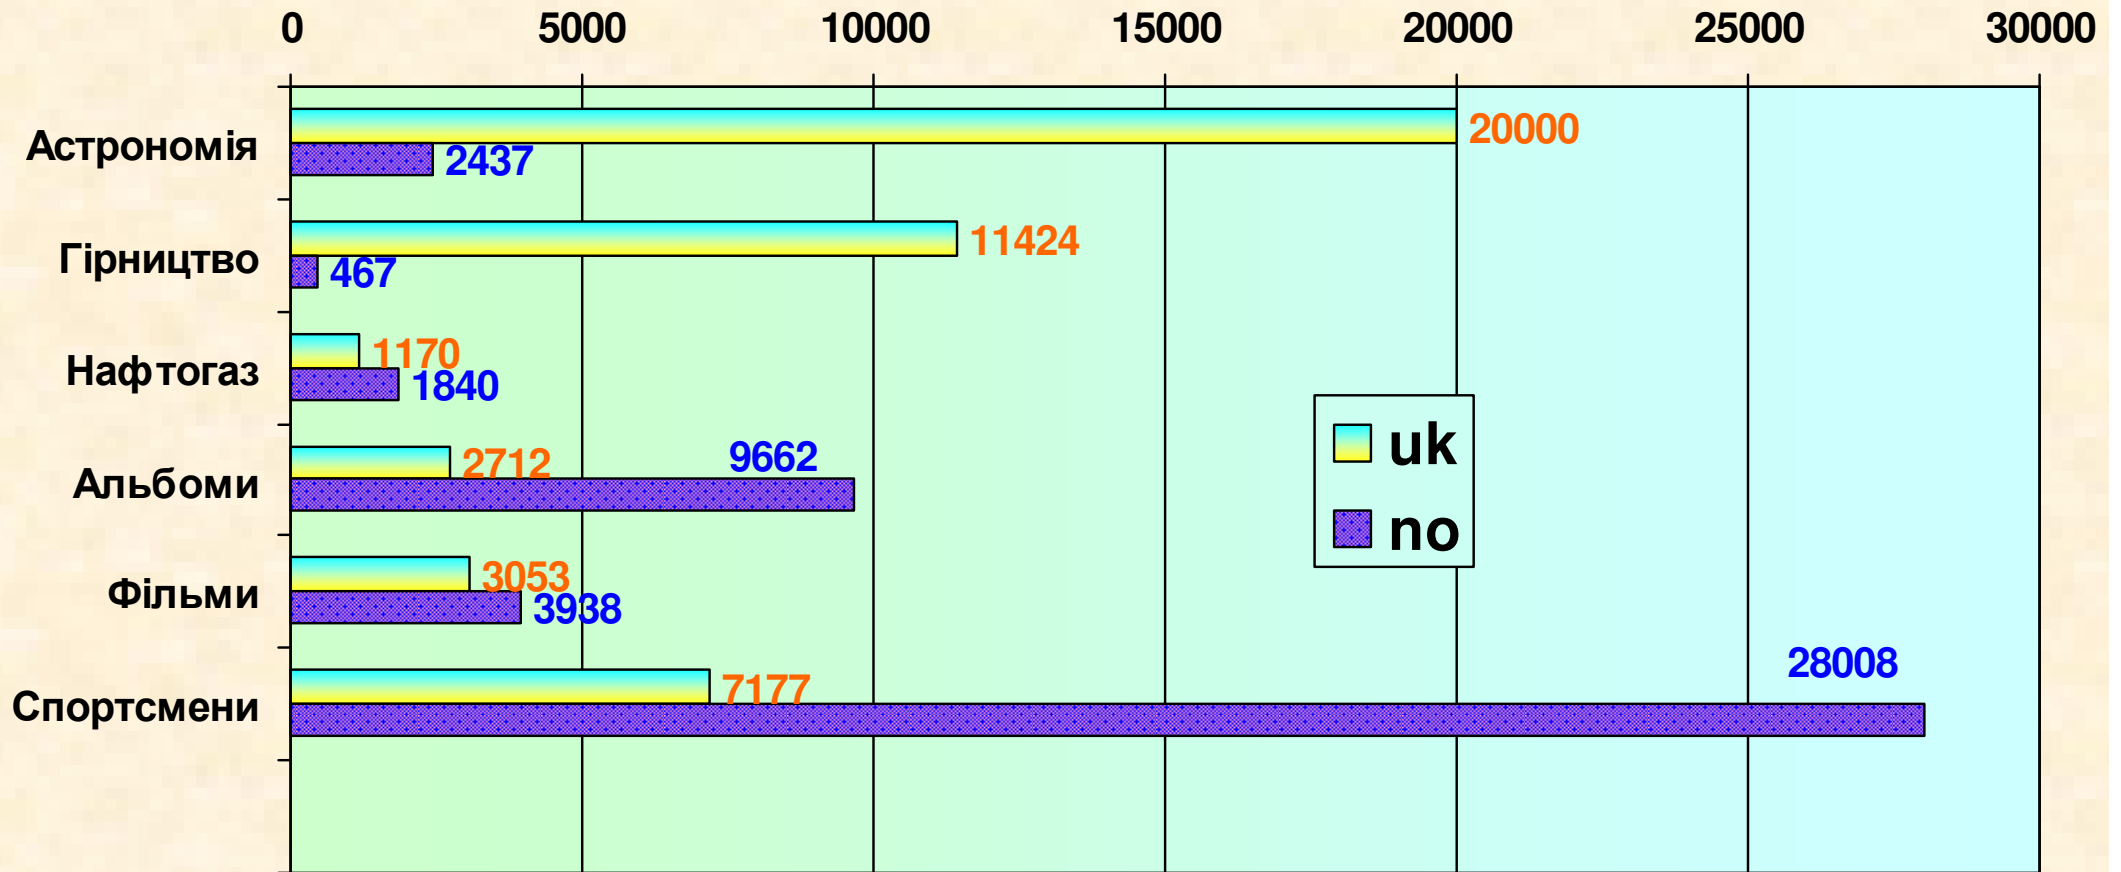 0 5000 10000 15000 20000 25000 30000
Астрономія
20000
2437
Гірництво
11424
467
Нафтогаз
1170
1840
Альбоми
2712
9662
Фільми
3053
3938
Спортсмени
7177
28008
uk
no